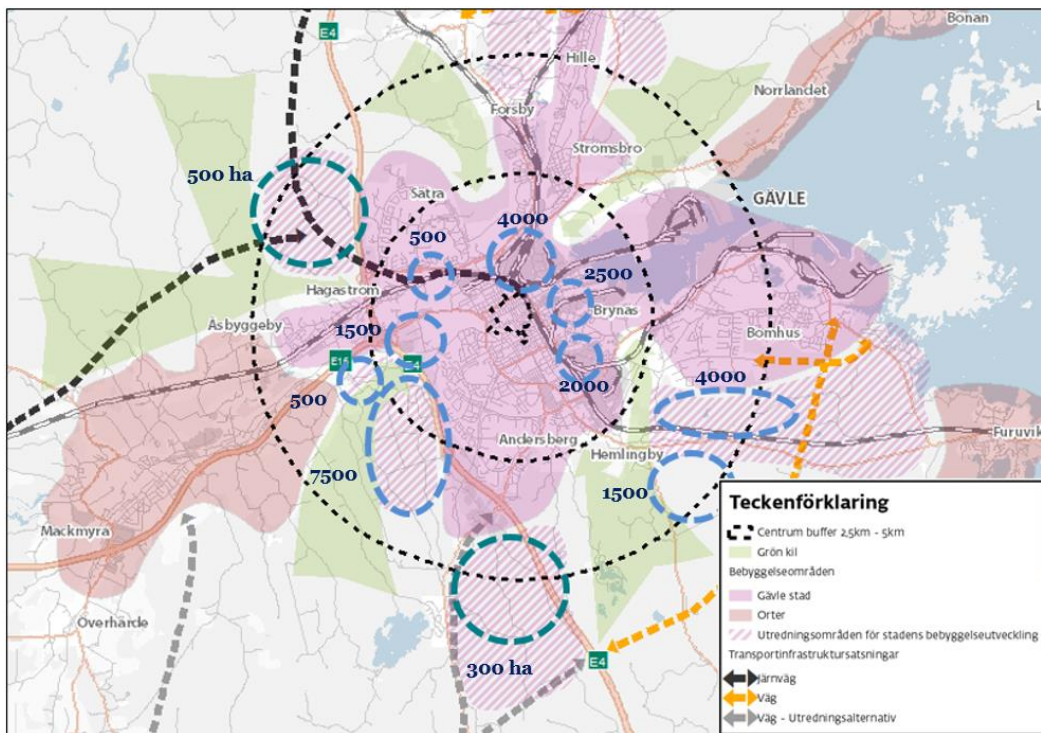 Bonan
E4
Hille
Norrlandet
L
Forsby
Strömsbro
500 ha
Sätra
4000
GÄVLE
500
2500
Hagaström
Brynäs
Åsbyggeby
1500
Bomhus
E16
E4
2000
4000
500
Andersberg
Furuvik
Hemlingby
7500
1500
Mackmyra
Överhärde
300 ha
E4
Teckenförklaring
Centrum buffer 2,5km - 5km
Grön kil
Bebyggelseområden
Gävle stad
Orter
Utredningsområden för stadens bebyggelseutveckling
Transportinfrastruktursatsningar
Järnväg
Väg
Väg - Utredningsalternativ